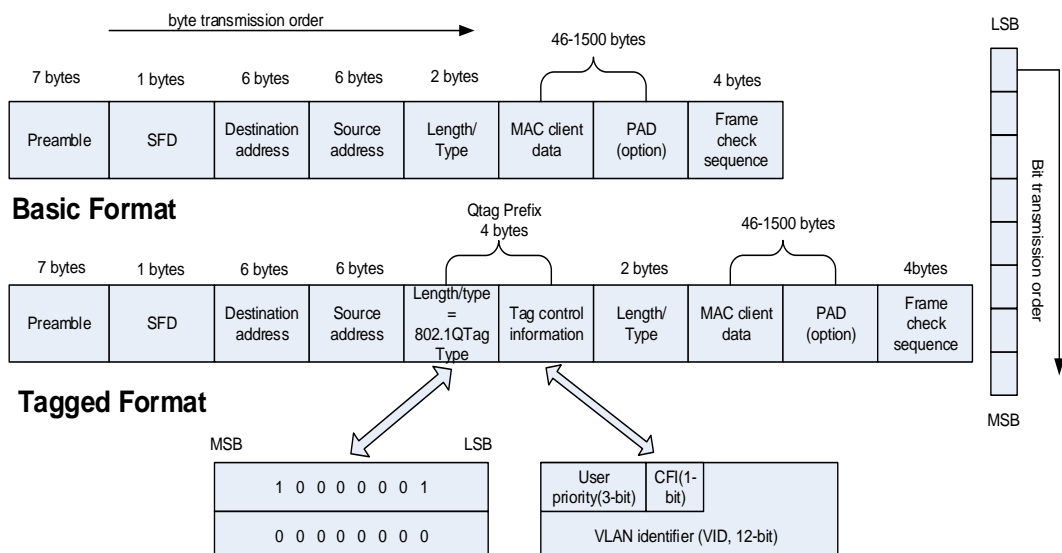 byte transmission order
46-1500 bytes
LSB
7 bytes
1 bytes
6 bytes
6 bytes
2 bytes
4 bytes
Preamble
SFD
Destination
address
Source
address
Length/
Type
MAC client
data
PAD
(option)
Frame
check
sequence
Basic Format
Bit transmission order
Qtag Prefix
4 bytes
46-1500 bytes
7 bytes
1 bytes
6 bytes
6 bytes
2 bytes
4bytes
Preamble
SFD
Destination
address
Source
address
Length/type
=
802.1QTag
Type
Tag control
information
Length/
Type
MAC client
data
PAD
(option)
Frame
check
sequence
Tagged Format
MSB
MSB
LSB
1 0 0 0 0 0 0 1
0 0 0 0 0 0 0 0
User
priority(3-bit)
CFI(1-
bit)
VLAN identifier (VID, 12-bit)